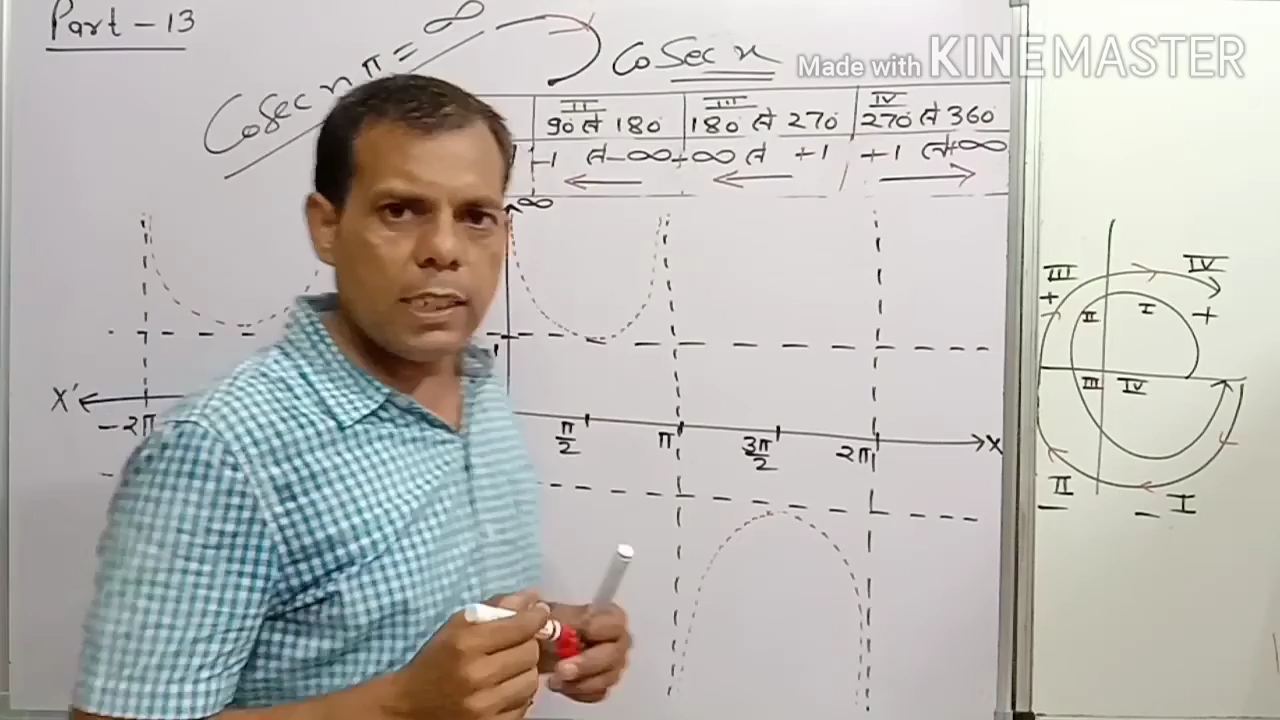 Part - 13
Cosec nπ = ∞
Cosec x
Made with KINEMASTER
II III IV
90 से 180 180 से 270 270 से 360
-1 से -∞ +∞ से +1 +1 से +∞
∞
X' -2π π/2 π 3π/2 2π X
III IV
+ II I +
III IV
II I
- -